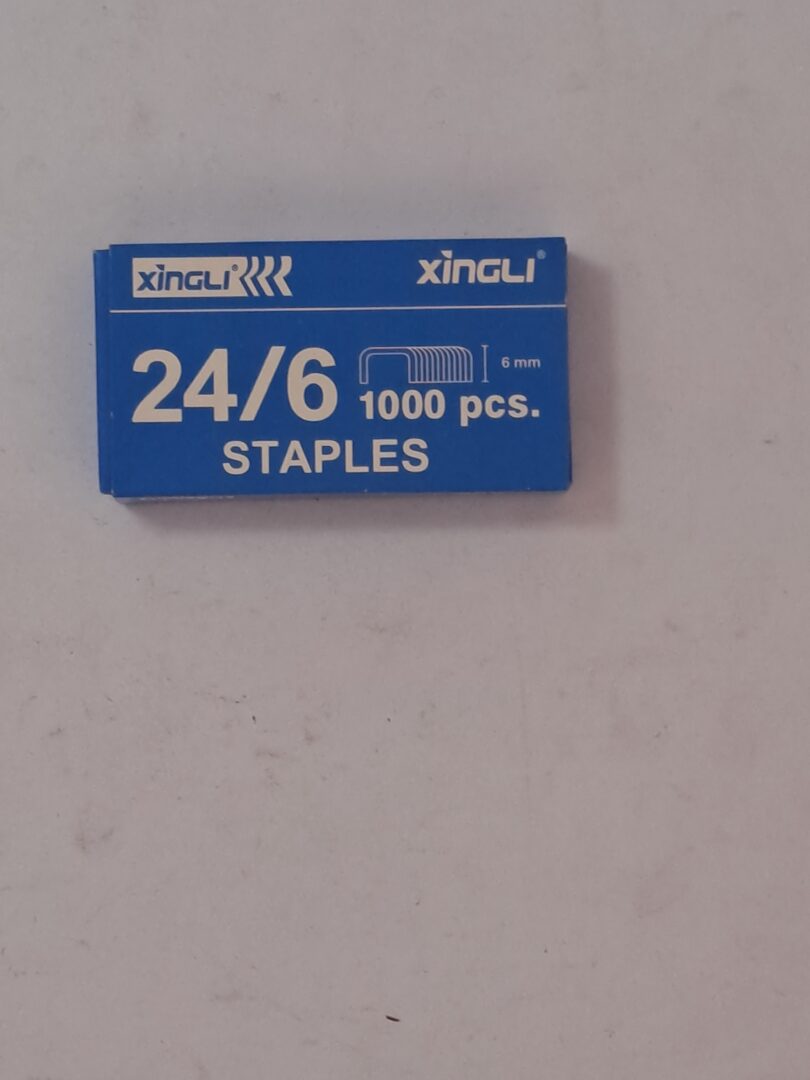 XINGLI® XINGLI®
24/6 6 mm
1000 pcs.
STAPLES